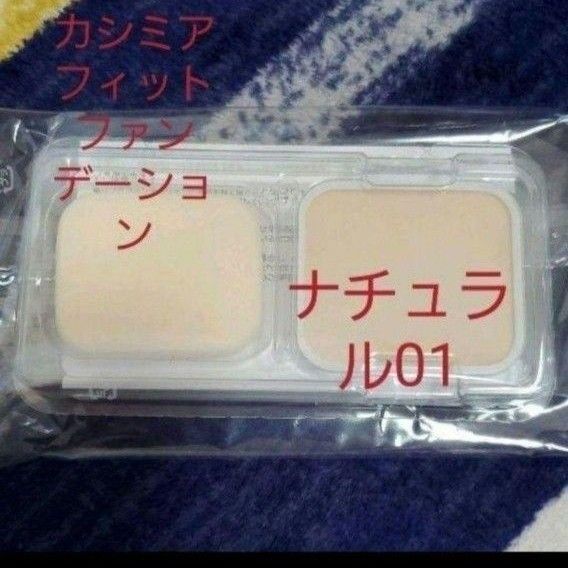 カシミア
フィット
ファン
デーショ
ン
ナチュラ
ル01